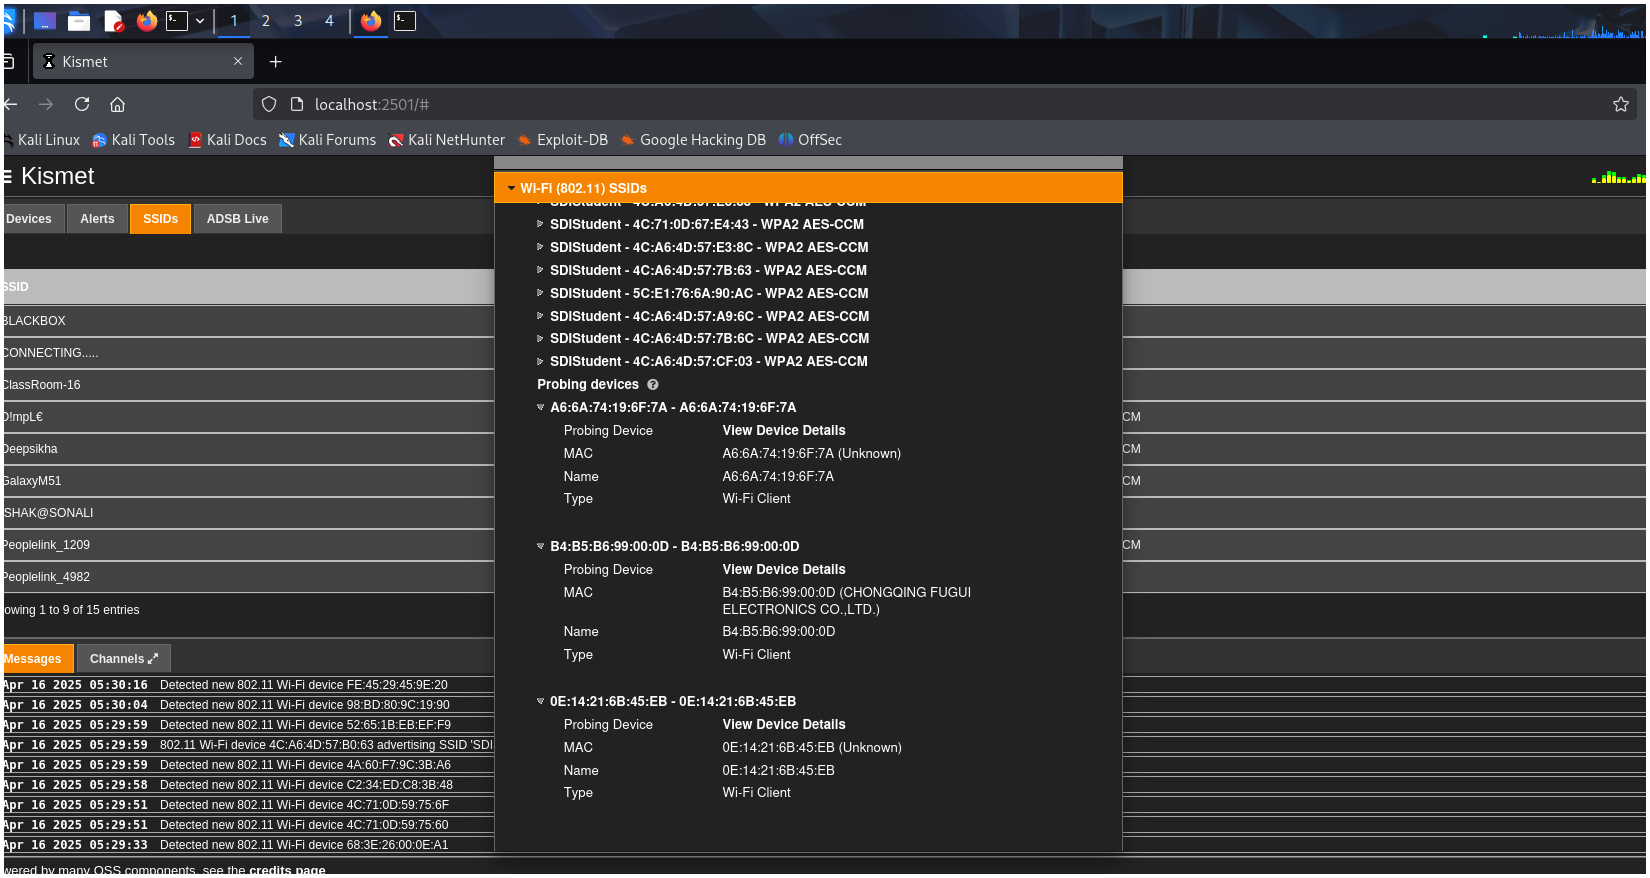 1 2 3 4
Kismet
localhost:2501/#
Kali Linux Kali Tools Kali Docs Kali Forums Kali NetHunter Exploit-DB Google Hacking DB OffSec
Kismet
Devices Alerts SSIDs ADSB Live
SSID
BLACKBOX
CONNECTING.....
ClassRoom-16
D!mpL€
Deepsikha
GalaxyM51
ISHAK@SONALI
Peoplelink_1209
Peoplelink_4982
owing 1 to 9 of 15 entries
Messages Channels
Apr 16 2025 05:30:16 Detected new 802.11 Wi-Fi device FE:45:29:45:9E:20
Apr 16 2025 05:30:04 Detected new 802.11 Wi-Fi device 98:BD:80:9C:19:90
Apr 16 2025 05:29:59 Detected new 802.11 Wi-Fi device 52:65:1B:EB:EF:F9
Apr 16 2025 05:29:59 802.11 Wi-Fi device 4C:A6:4D:57:B0:63 advertising SSID 'SDI
Apr 16 2025 05:29:59 Detected new 802.11 Wi-Fi device 4A:60:F7:9C:3B:A6
Apr 16 2025 05:29:58 Detected new 802.11 Wi-Fi device C2:34:ED:C8:3B:48
Apr 16 2025 05:29:51 Detected new 802.11 Wi-Fi device 4C:71:0D:59:75:6F
Apr 16 2025 05:29:51 Detected new 802.11 Wi-Fi device 4C:71:0D:59:75:60
Apr 16 2025 05:29:33 Detected new 802.11 Wi-Fi device 68:3E:26:00:0E:A1
wered by many OSS components, see the credits page
Wi-Fi (802.11) SSIDs
SDIStudent - 4C:71:0D:67:E4:43 - WPA2 AES-CCM
SDIStudent - 4C:A6:4D:57:E3:8C - WPA2 AES-CCM
SDIStudent - 4C:A6:4D:57:7B:63 - WPA2 AES-CCM
SDIStudent - 5C:E1:76:6A:90:AC - WPA2 AES-CCM
SDIStudent - 4C:A6:4D:57:A9:6C - WPA2 AES-CCM
SDIStudent - 4C:A6:4D:57:7B:6C - WPA2 AES-CCM
SDIStudent - 4C:A6:4D:57:CF:03 - WPA2 AES-CCM
Probing devices ?
A6:6A:74:19:6F:7A - A6:6A:74:19:6F:7A
Probing Device View Device Details
MAC A6:6A:74:19:6F:7A (Unknown)
Name A6:6A:74:19:6F:7A
Type Wi-Fi Client
B4:B5:B6:99:00:0D - B4:B5:B6:99:00:0D
Probing Device View Device Details
MAC B4:B5:B6:99:00:0D (CHONGQING FUGUI
ELECTRONICS CO.,LTD.)
Name B4:B5:B6:99:00:0D
Type Wi-Fi Client
0E:14:21:6B:45:EB - 0E:14:21:6B:45:EB
Probing Device View Device Details
MAC 0E:14:21:6B:45:EB (Unknown)
Name 0E:14:21:6B:45:EB
Type Wi-Fi Client
CM
CM
CM
CM